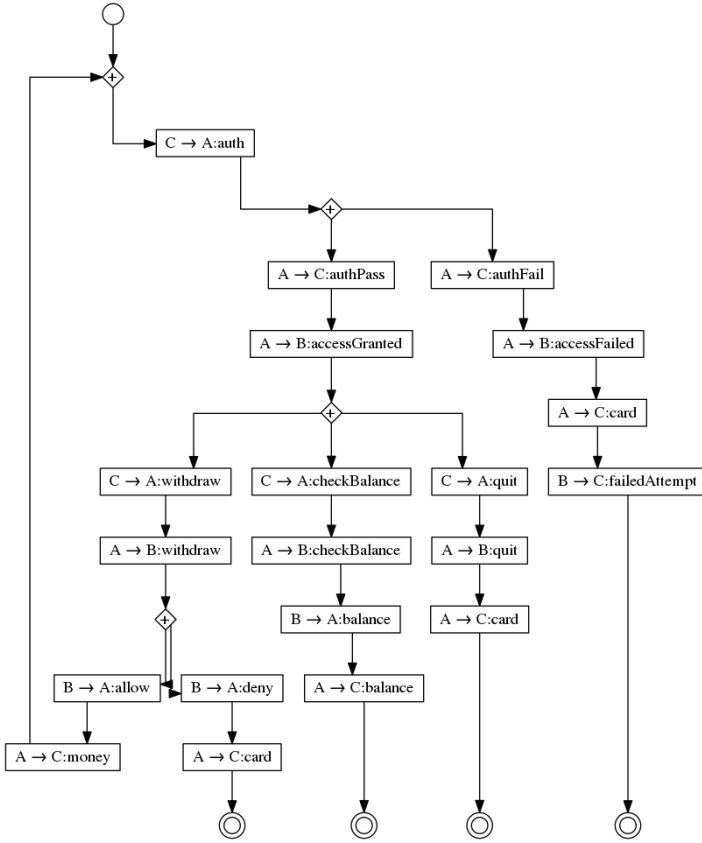 +
C → A:auth
+
A → C:authPass
A → C:authFail
A → B:accessGranted
A → B:accessFailed
+
A → C:card
C → A:withdraw
C → A:checkBalance
C → A:quit
B → C:failedAttempt
A → B:withdraw
A → B:checkBalance
A → B:quit
+
B → A:balance
A → C:card
B → A:allow
B → A:deny
A → C:balance
A → C:money
A → C:card